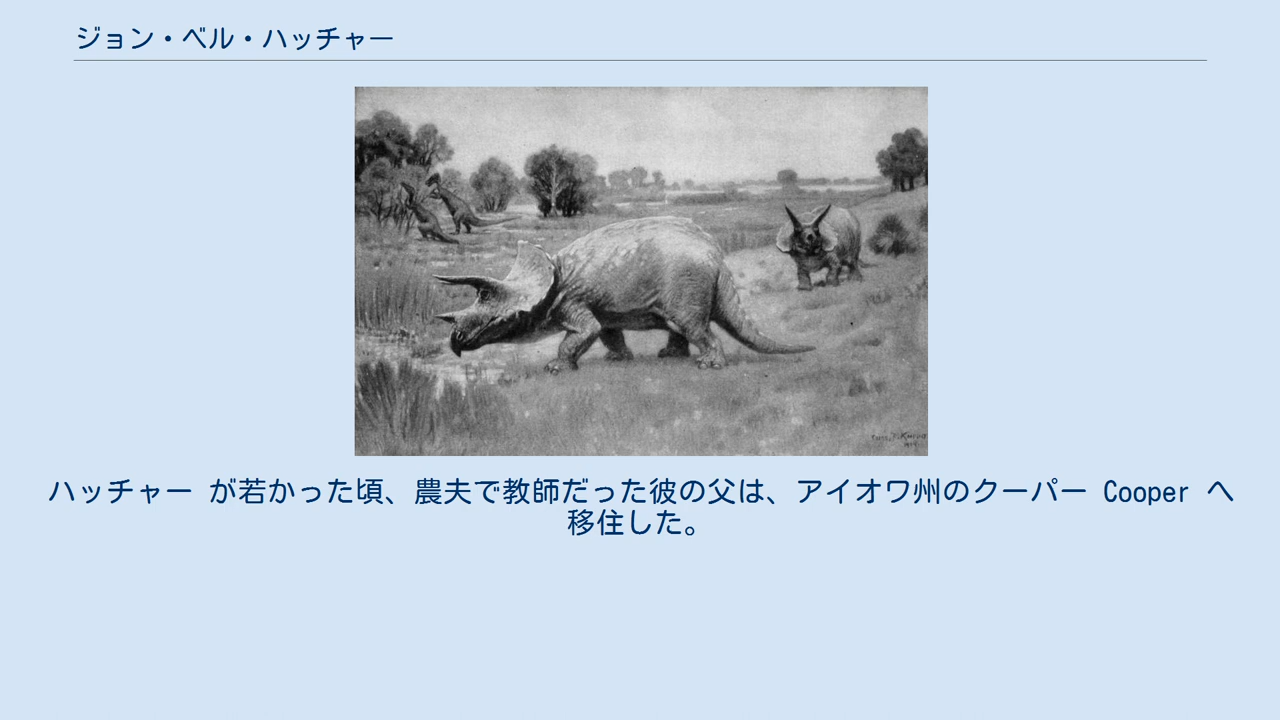 ジョン・ベル・ハッチャー
ハッチャー が若かった頃、農夫で教師だった彼の父は、アイオワ州のクーパー Cooper へ
移住した。